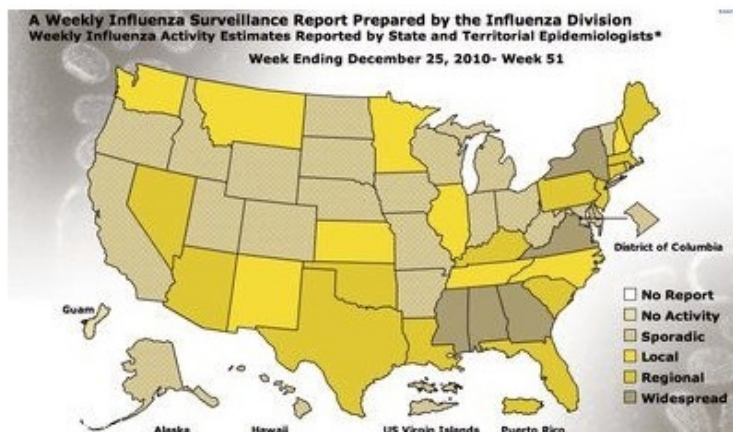 A Weekly Influenza Surveillance Report Prepared by the Influenza Division
Weekly Influenza Activity Estimates Reported by State and Territorial Epidemiologists*
Week Ending December 25, 2010- Week 51
District of Columbia
No Report
Guam
No Activity
Sporadic
Local
Regional
Widespread
Alaska
Hawaii
US Virgin Islands
Puerto Rico